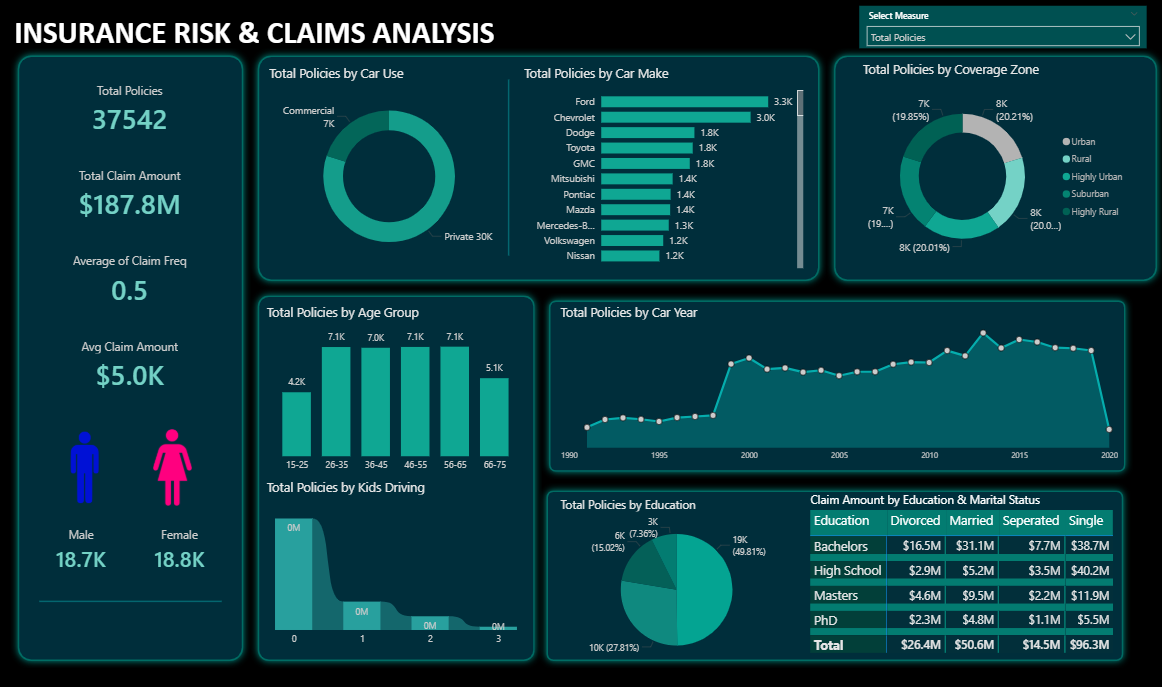 INSURANCE RISK & CLAIMS ANALYSIS
Select Measure
Total Policies
Total Policies
37542
Total Claim Amount
$187.8M
Average of Claim Freq
0.5
Avg Claim Amount
$5.0K
Male
Female
18.7K
18.8K
Total Policies by Car Use
Commercial
7K
Private 30K
Total Policies by Car Make
Ford 3.3K
Chevrolet 3.0K
Dodge 1.8K
Toyota 1.8K
GMC 1.8K
Mitsubishi 1.4K
Pontiac 1.4K
Mazda 1.4K
Mercedes-B... 1.3K
Volkswagen 1.2K
Nissan 1.2K
Total Policies by Coverage Zone
7K
(19.85%)
8K
(20.21%)
7K
(19....)
8K
(20.0...)
8K (20.01%)
Urban
Rural
Highly Urban
Suburban
Highly Rural
Total Policies by Age Group
4.2K 7.1K 7.0K 7.1K 7.1K 5.1K
15-25 26-35 36-45 46-55 56-65 66-75
Total Policies by Kids Driving
0M 0M 0M 0M
0 1 2 3
Total Policies by Car Year
1990 1995 2000 2005 2010 2015 2020
Total Policies by Education
3K
(7.36%)
6K
(15.02%)
19K
(49.81%)
10K (27.81%)
Claim Amount by Education & Marital Status
Education Divorced Married Seperated Single
Bachelors $16.5M $31.1M $7.7M $38.7M
High School $2.9M $5.2M $3.5M $40.2M
Masters $4.6M $9.5M $2.2M $11.9M
PhD $2.3M $4.8M $1.1M $5.5M
Total $26.4M $50.6M $14.5M $96.3M